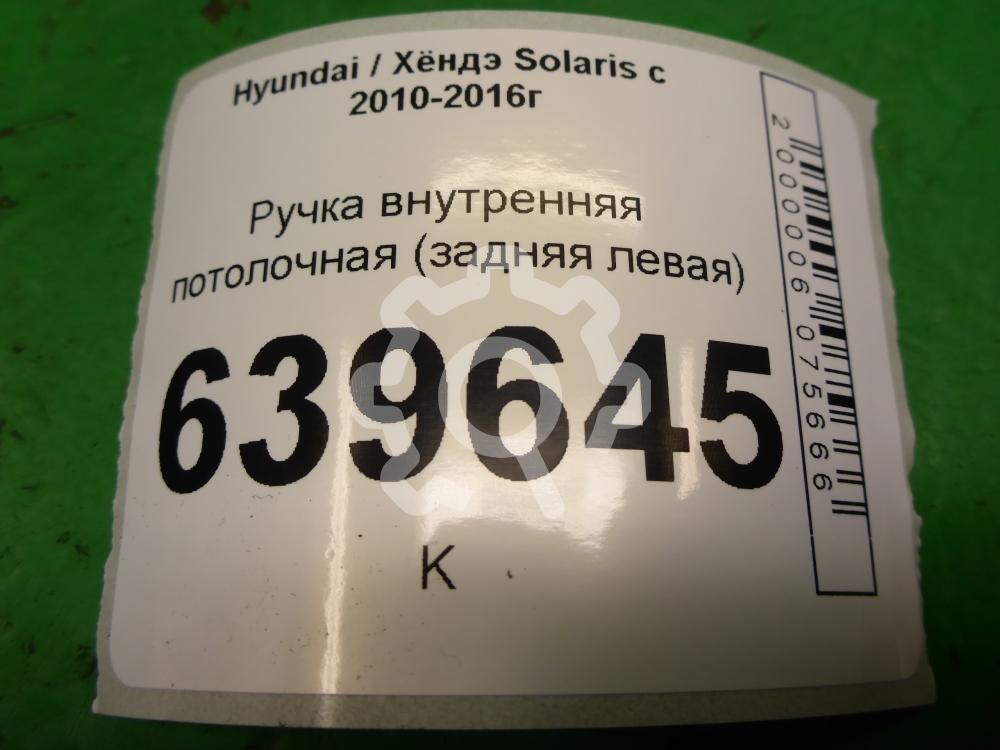 Hyundai / Хёндэ Solaris с
2010-2016г
Ручка внутренняя
потолочная (задняя левая)
639645
К
2000006075666